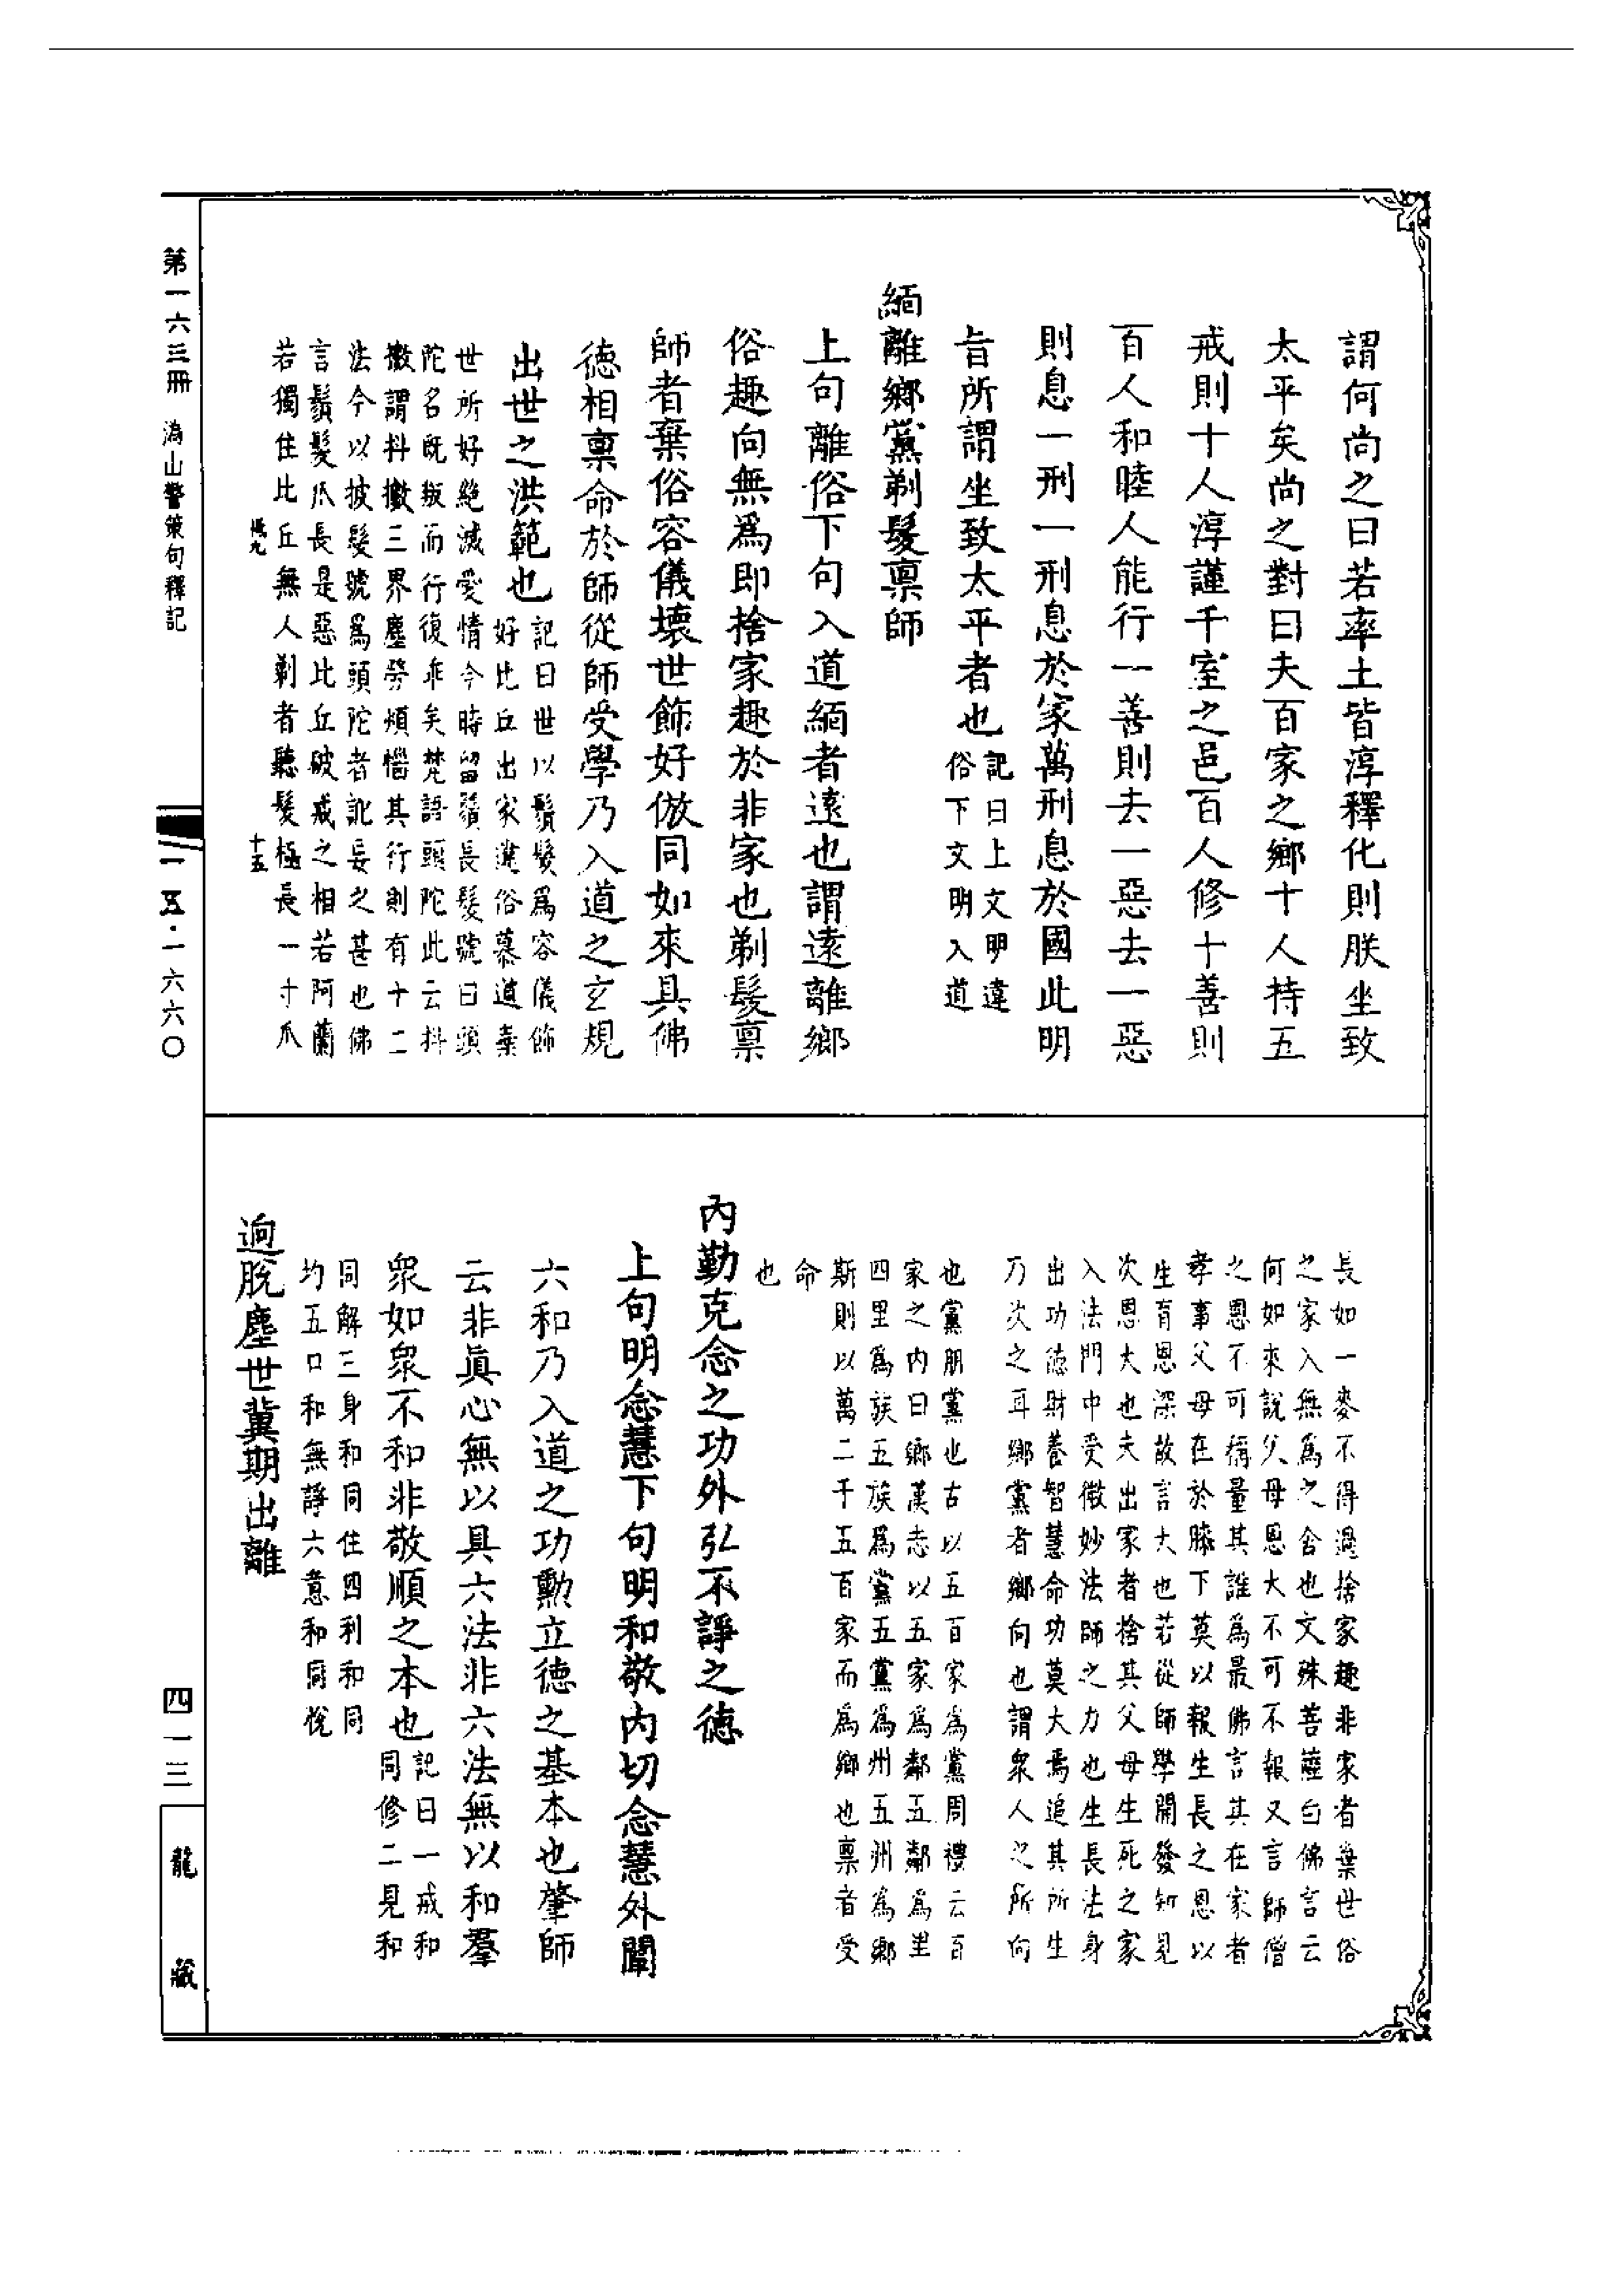 謂何尚之曰若率土皆淳釋化則朕坐致
太平矣尚之對曰夫百家之鄉十人持五
戒則十人淳謹千室之邑百人修十善則
百人和睦人能行一善則去一惡去一惡
則息一刑一刑息於家萬刑息於國此明
旨所謂坐致太平者也記曰上文明違
俗下文明入道
緬離鄉黨剃髮禀師
上句離俗下句入道緬者遠也謂遠離鄉
俗趣向無爲即捨家趣於非家也剃髮禀
師者棄俗容儀壞世飾好倣同如來具佛
德相禀命於師從師受學乃入道之玄規
出世之洪範也記曰世以鬚髮爲容儀飾
好比丘出家違俗慕道棄
世所好絶滅愛情今時留鬚長髮號曰頭
陀名既叛而行復乖矣梵語頭陀此云抖
擻謂抖擻三界塵勞煩惱其行則有十二
法今以披髮號爲頭陀者訛妄之甚也佛
言鬚髮爪長是惡比丘破戒之相若阿蘭
若獨住比丘無人剃者聽髮極長一寸爪
十五
第一六三冊 溈山警策句釋記
一五·一六六〇
長如一麥不得過捨家趣非家者棄世俗
之家入無爲之舍也文殊菩薩白佛言云
何如來說父母恩大不可不報又言師僧
之恩不可稱量其誰爲最佛言其在家者
孝事父母在於膝下莫以報生長之恩以
生育恩深故言大也若從師學開發知見
次恩大也夫出家者捨其父母生死之家
入法門中受微妙法師之力也生長法身
出功德財養智慧命功莫大焉追其所生
乃次之耳鄉黨者鄉向也謂衆人之所向
也黨朋黨也古以五百家爲黨周禮云百
家之內曰鄉漢志以五家爲鄰五鄰爲里
四里爲族五族爲黨五黨爲州五州為鄉
斯則以萬二千五百家而爲鄉也禀者受
命
也
內勤克念之功外弘不諍之德
上句明念慧下句明和敬內切念慧外聞
六和乃入道之功勳立德之基本也肇師
云非眞心無以具六法非六法無以和羣
衆如衆不和非敬順之本也記曰一戒和
同修二見和
同解三身和同住四利和同
均五口和無諍六意和同悅
逈脫塵世冀期出離
四一三
龍藏